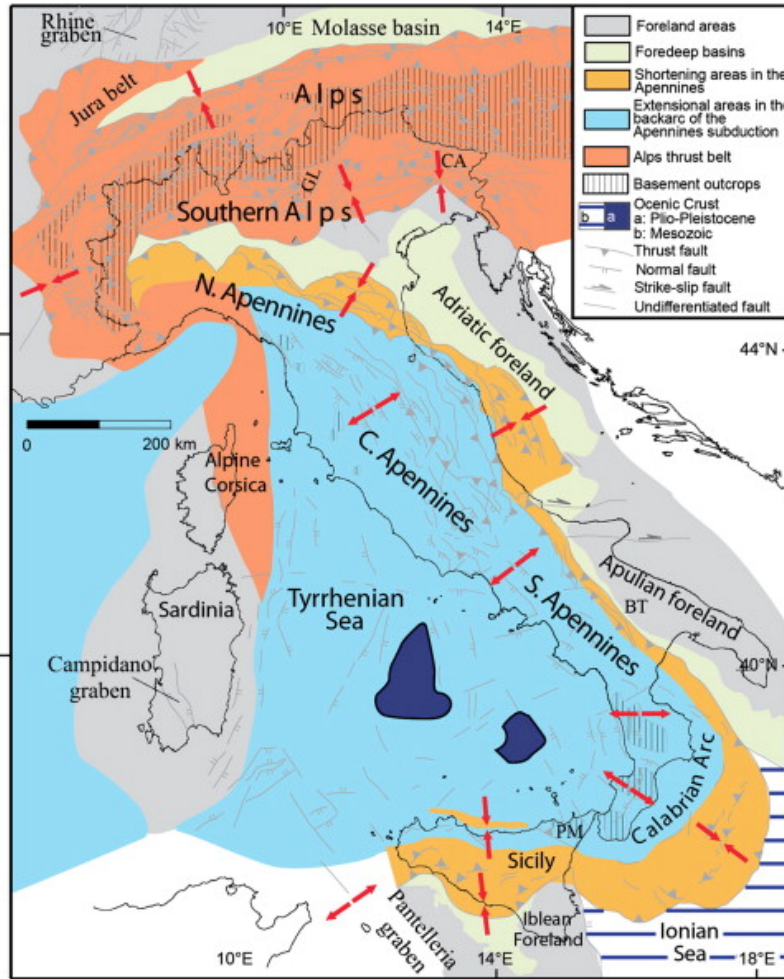 10°E
14°E
Rhine
graben
Molasse basin
Jura belt
Alps
GL
CA
Southern Alps
N. Apennines
Adriatic foreland
44°N
0
200 km
Alpine
Corsica
C. Apennines
Sardinia
Tyrrhenian
Sea
S. Apennines
BT
Apulian foreland
40°N
Campidano
graben
Calabrian Arc
PM
Sicily
Pantelleria
graben
Iblean
Foreland
Ionian
Sea
10°E
14°E
18°E
Foreland areas
Foredeep basins
Shortening areas in the
Apennines
Extensional areas in the
backarc of the
Apennines subduction
Alps thrust belt
Basement outcrops
b a
Ocenic Crust
a: Plio-Pleistocene
b: Mesozoic
Thrust fault
Normal fault
Strike-slip fault
Undifferentiated fault